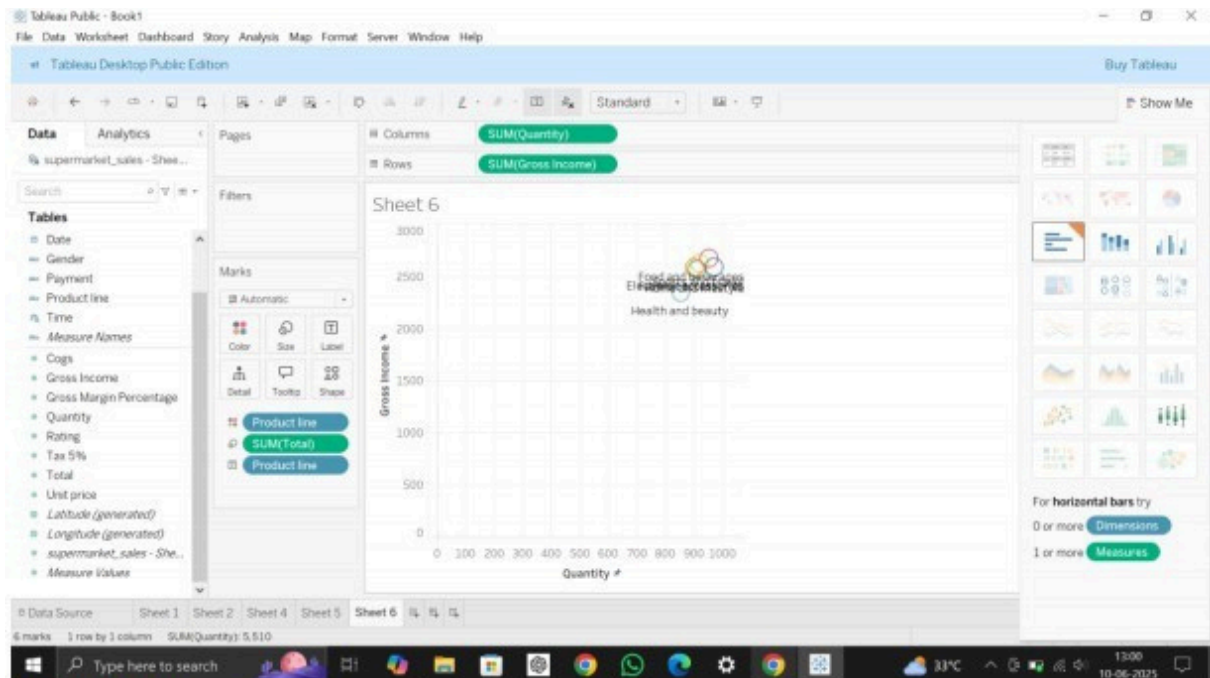 Tableau Public - Book1
File Data Worksheet Dashboard Story Analysis Map Format Server Window Help
Tableau Desktop Public Edition
Buy Tableau
Standard
Show Me
Data
Analytics
Pages
Columns
SUM(Quantity)
supermarket_sales - Shee...
Rows
SUM(Gross Income)
Search
Filters
Sheet 6
Tables
Date
Gender
Payment
Product line
Time
Measure Names
Cogs
Gross Income
Gross Margin Percentage
Quantity
Rating
Tax 5%
Total
Unit price
Latitude (generated)
Longitude (generated)
supermarket_sales - She...
Measure Values
Marks
Automatic
Color
Size
Label
Detail
Tooltip
Shape
Product line
SUM(Total)
Product line
3000
2500
2000
1500
1000
500
0
Gross Income
Food and beverages
Health and beauty
0 100 200 300 400 500 600 700 800 900 1000
Quantity
For horizontal bars try
0 or more Dimensions
1 or more Measures
Data Source
Sheet 1
Sheet 2
Sheet 4
Sheet 5
Sheet 6
6 marks
1 row by 1 column
SUM(Quantity): 5,510
Type here to search
33°C
13:00
10-06-2025